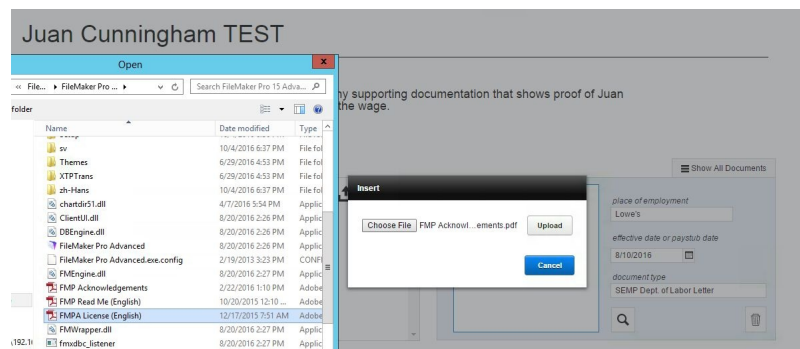 Juan Cunningham TEST
Open
x
« File... ▸ FileMaker Pro ... ▸
Search FileMaker Pro 15 Adva...
ny supporting documentation that shows proof of Juan
the wage.
folder
Name Date modified Type
sv 10/4/2016 6:37 PM File fol
Themes 6/29/2016 4:53 PM File fol
XTPTrans 6/29/2016 4:53 PM File fol
zh-Hans 10/4/2016 6:37 PM File fol
chartdir51.dll 4/7/2016 5:54 PM Applic
ClientUI.dll 8/20/2016 2:26 PM Applic
DBEngine.dll 8/20/2016 2:26 PM Applic
FileMaker Pro Advanced 8/20/2016 2:26 PM Applic
FileMaker Pro Advanced.exe.config 2/19/2013 3:23 PM CONFI
FMEngine.dll 8/20/2016 2:27 PM Applic
FMP Acknowledgements 2/22/2016 1:10 PM Adobe
FMP Read Me (English) 10/20/2015 12:10 ... Adobe
FMPA License (English) 12/17/2015 7:51 AM Adobe
FMWrapper.dll 8/20/2016 2:27 PM Applic
fmxdbc_listener 8/20/2016 2:27 PM Applic
\192.16
Insert
Choose File FMP Acknowl...ements.pdf Upload
Cancel
Show All Documents
place of employment
Lowe's
effective date or paystub date
8/10/2016
document type
SEMP Dept. of Labor Letter